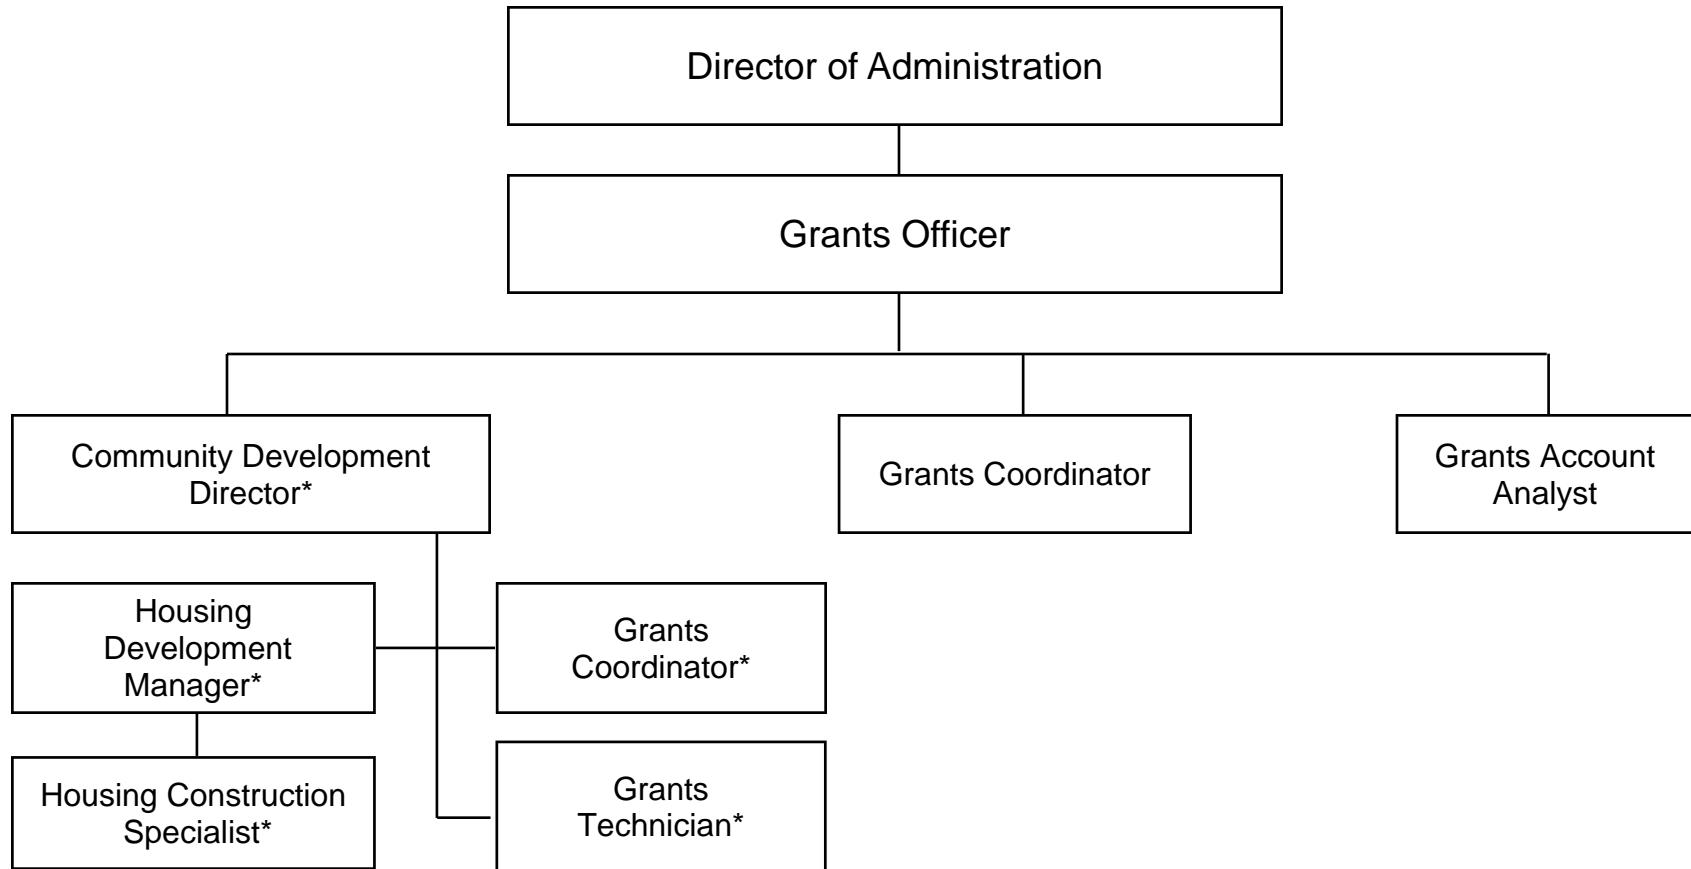 Director of Administration
Grants Officer
Community Development
Director*
Grants Coordinator
Grants Account
Analyst
Housing
Development
Manager*
Grants
Coordinator*
Housing Construction
Specialist*
Grants
Technician*